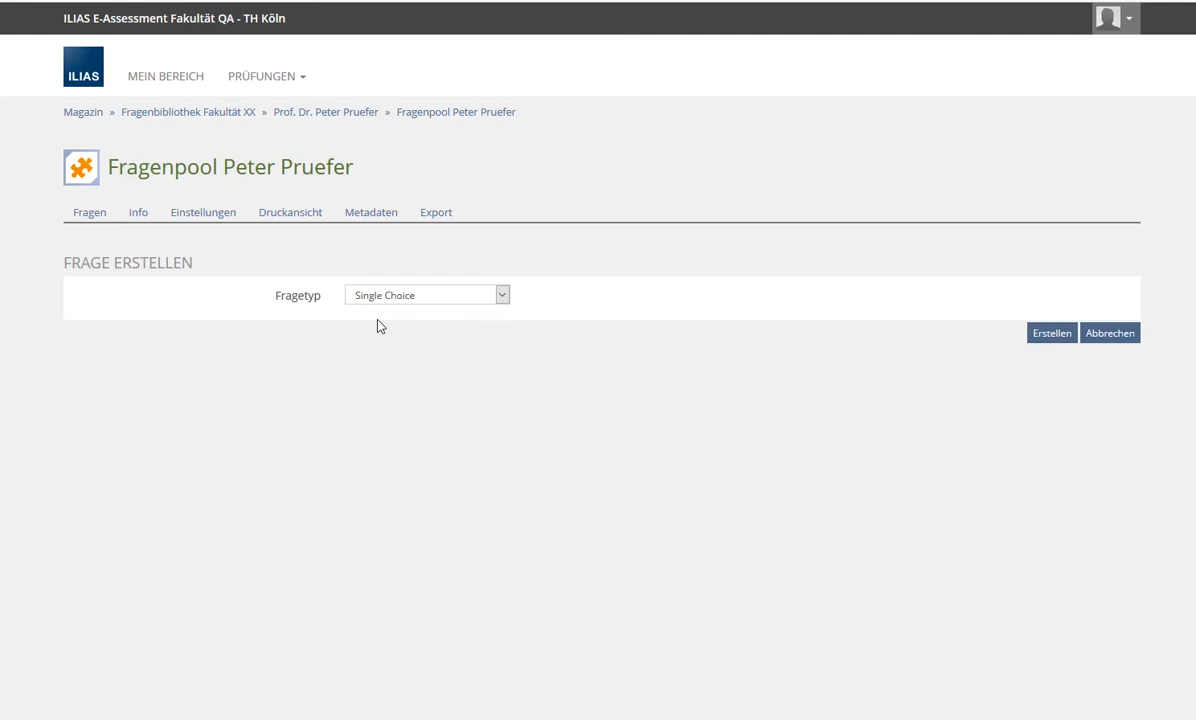 ILIAS E-Assessment Fakultät QA - TH Köln
ILIAS MEIN BEREICH PRÜFUNGEN
Magazin » Fragenbibliothek Fakultät XX » Prof. Dr. Peter Pruefer » Fragenpool Peter Pruefer
Fragenpool Peter Pruefer
Fragen Info Einstellungen Druckansicht Metadaten Export
FRAGE ERSTELLEN
Fragetyp Single Choice
Erstellen Abbrechen